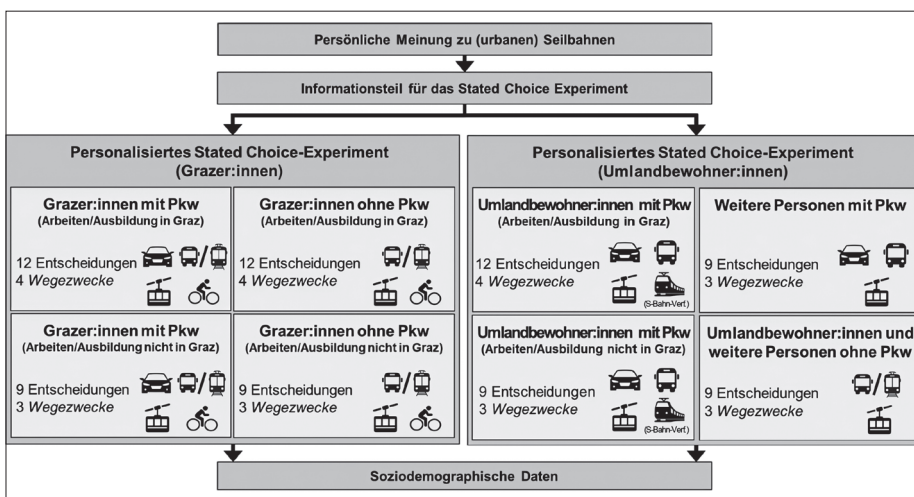 Persönliche Meinung zu (urbanen) Seilbahnen
Informationsteil für das Stated Choice Experiment
Personalisiertes Stated Choice-Experiment
(Grazer:innen)
Grazer:innen mit Pkw
(Arbeiten/Ausbildung in Graz)
12 Entscheidungen
4 Wegezwecke
Grazer:innen ohne Pkw
(Arbeiten/Ausbildung in Graz)
12 Entscheidungen
4 Wegezwecke
Grazer:innen mit Pkw
(Arbeiten/Ausbildung nicht in Graz)
9 Entscheidungen
3 Wegezwecke
Grazer:innen ohne Pkw
(Arbeiten/Ausbildung nicht in Graz)
9 Entscheidungen
3 Wegezwecke
Personalisiertes Stated Choice-Experiment
(Umlandbewohner:innen)
Umlandbewohner:innen mit Pkw
(Arbeiten/Ausbildung in Graz)
12 Entscheidungen
4 Wegezwecke
(S-Bahn-Verf.)
Weitere Personen mit Pkw
9 Entscheidungen
3 Wegezwecke
Umlandbewohner:innen mit Pkw
(Arbeiten/Ausbildung nicht in Graz)
9 Entscheidungen
3 Wegezwecke
(S-Bahn-Verf.)
Umlandbewohner:innen und
weitere Personen ohne Pkw
9 Entscheidungen
3 Wegezwecke
Soziodemographische Daten